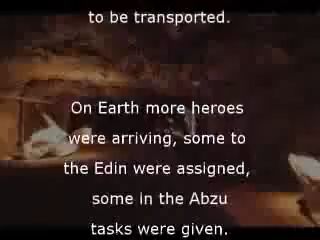 to be transported.
On Earth more heroes
were arriving, some to
the Edin were assigned,
some in the Abzu
tasks were given.